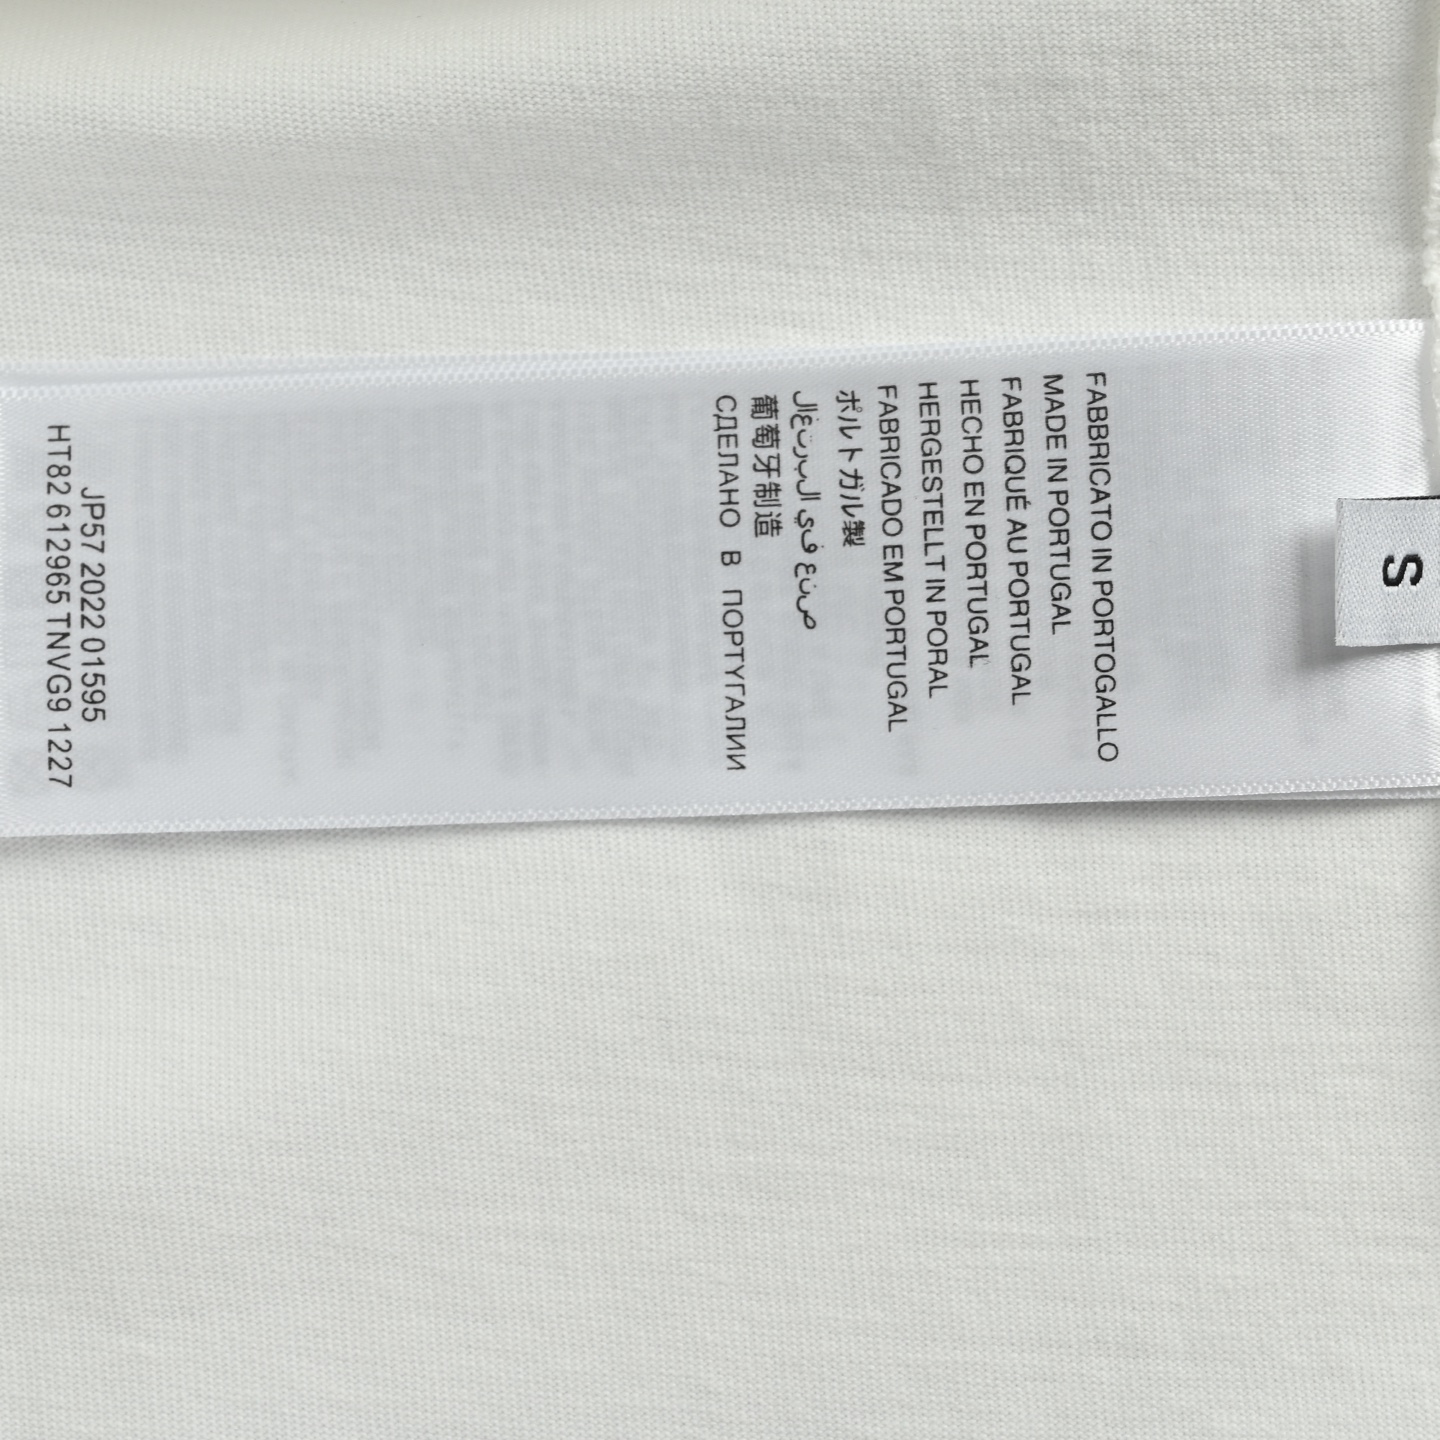 S
FABBRICATO IN PORTOGALLO
MADE IN PORTUGAL
FABRIQUÉ AU PORTUGAL
HECHO EN PORTUGAL
HERGESTELLT IN PORAL
FABRICADO EM PORTUGAL
ポルトガル製
صنع في البرتغال
葡萄牙制造
СДЕЛАНО В ПОРТУГАЛИИ
JP57 2022 01595
HT82 612965 TNVG9 1227